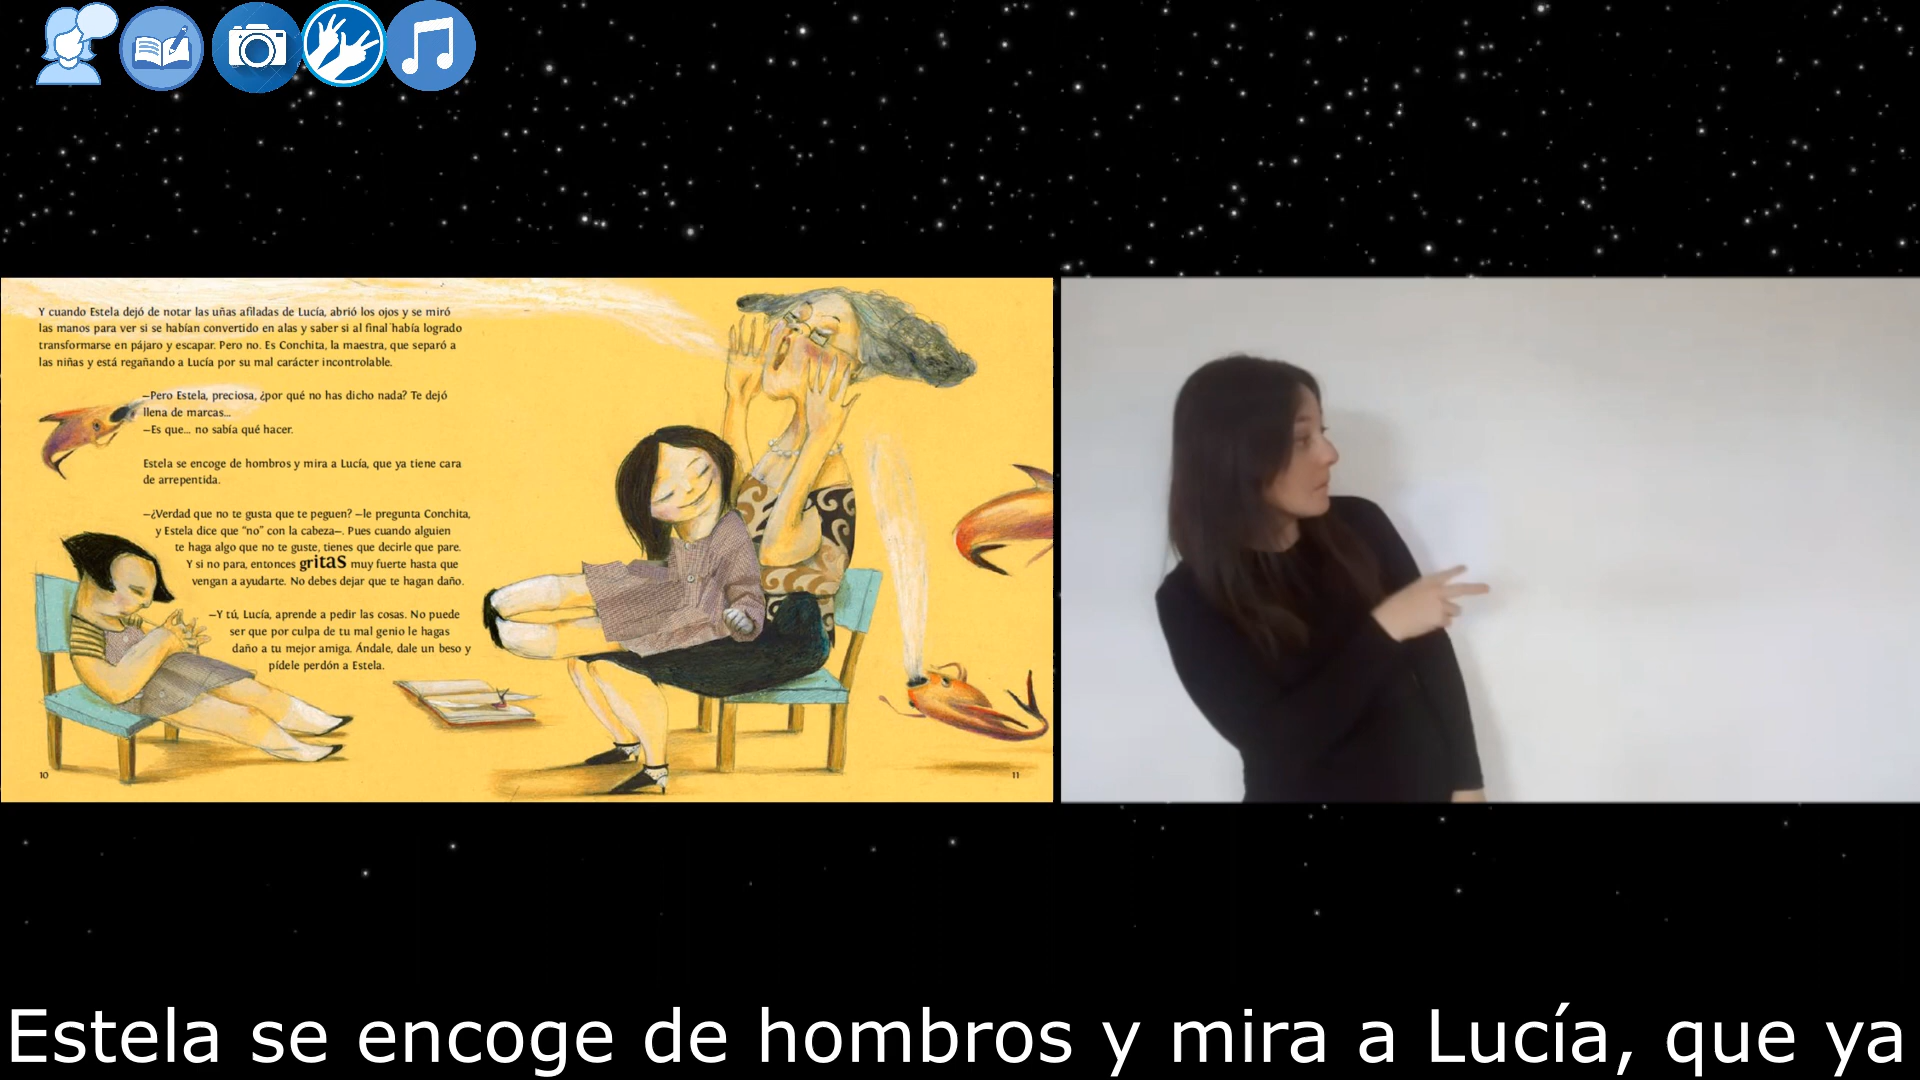 Y cuando Estela dejó de notar las uñas afiladas de Lucía, abrió los ojos y se miró
las manos para ver si se habían convertido en alas y saber si al final había logrado
transformarse en pájaro y escapar. Pero no. Es Conchita, la maestra, que separó a
las niñas y está regañando a Lucía por su mal carácter incontrolable.
—Pero Estela, preciosa, ¿por qué no has dicho nada? Te dejó
llena de marcas...
—Es que... no sabía qué hacer.
Estela se encoge de hombros y mira a Lucía, que ya tiene cara
de arrepentida.
—¿Verdad que no te gusta que te peguen? —le pregunta Conchita,
y Estela dice que “no” con la cabeza—. Pues cuando alguien
te haga algo que no te guste, tienes que decirle que pare.
Y si no para, entonces gritas muy fuerte hasta que
vengan a ayudarte. No debes dejar que te hagan daño.
—Y tú, Lucía, aprende a pedir las cosas. No puede
ser que por culpa de tu mal genio le hagas
daño a tu mejor amiga. Ándale, dale un beso y
pídele perdón a Estela.
10
11
Estela se encoge de hombros y mira a Lucía, que ya